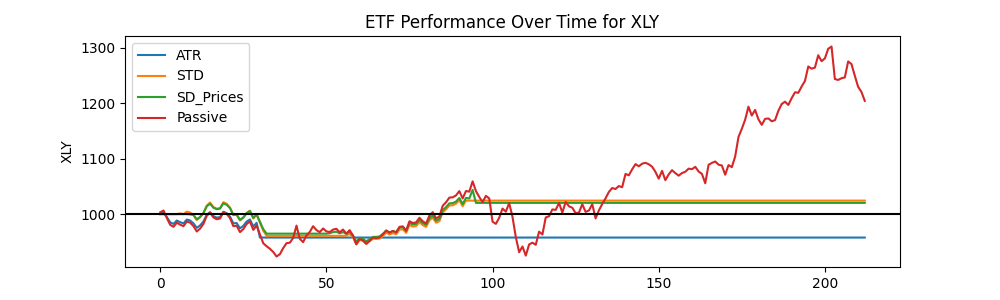 ETF Performance Over Time for XLY
XLY
1300
1200
1100
1000
ATR
STD
SD_Prices
Passive
0
50
100
150
200